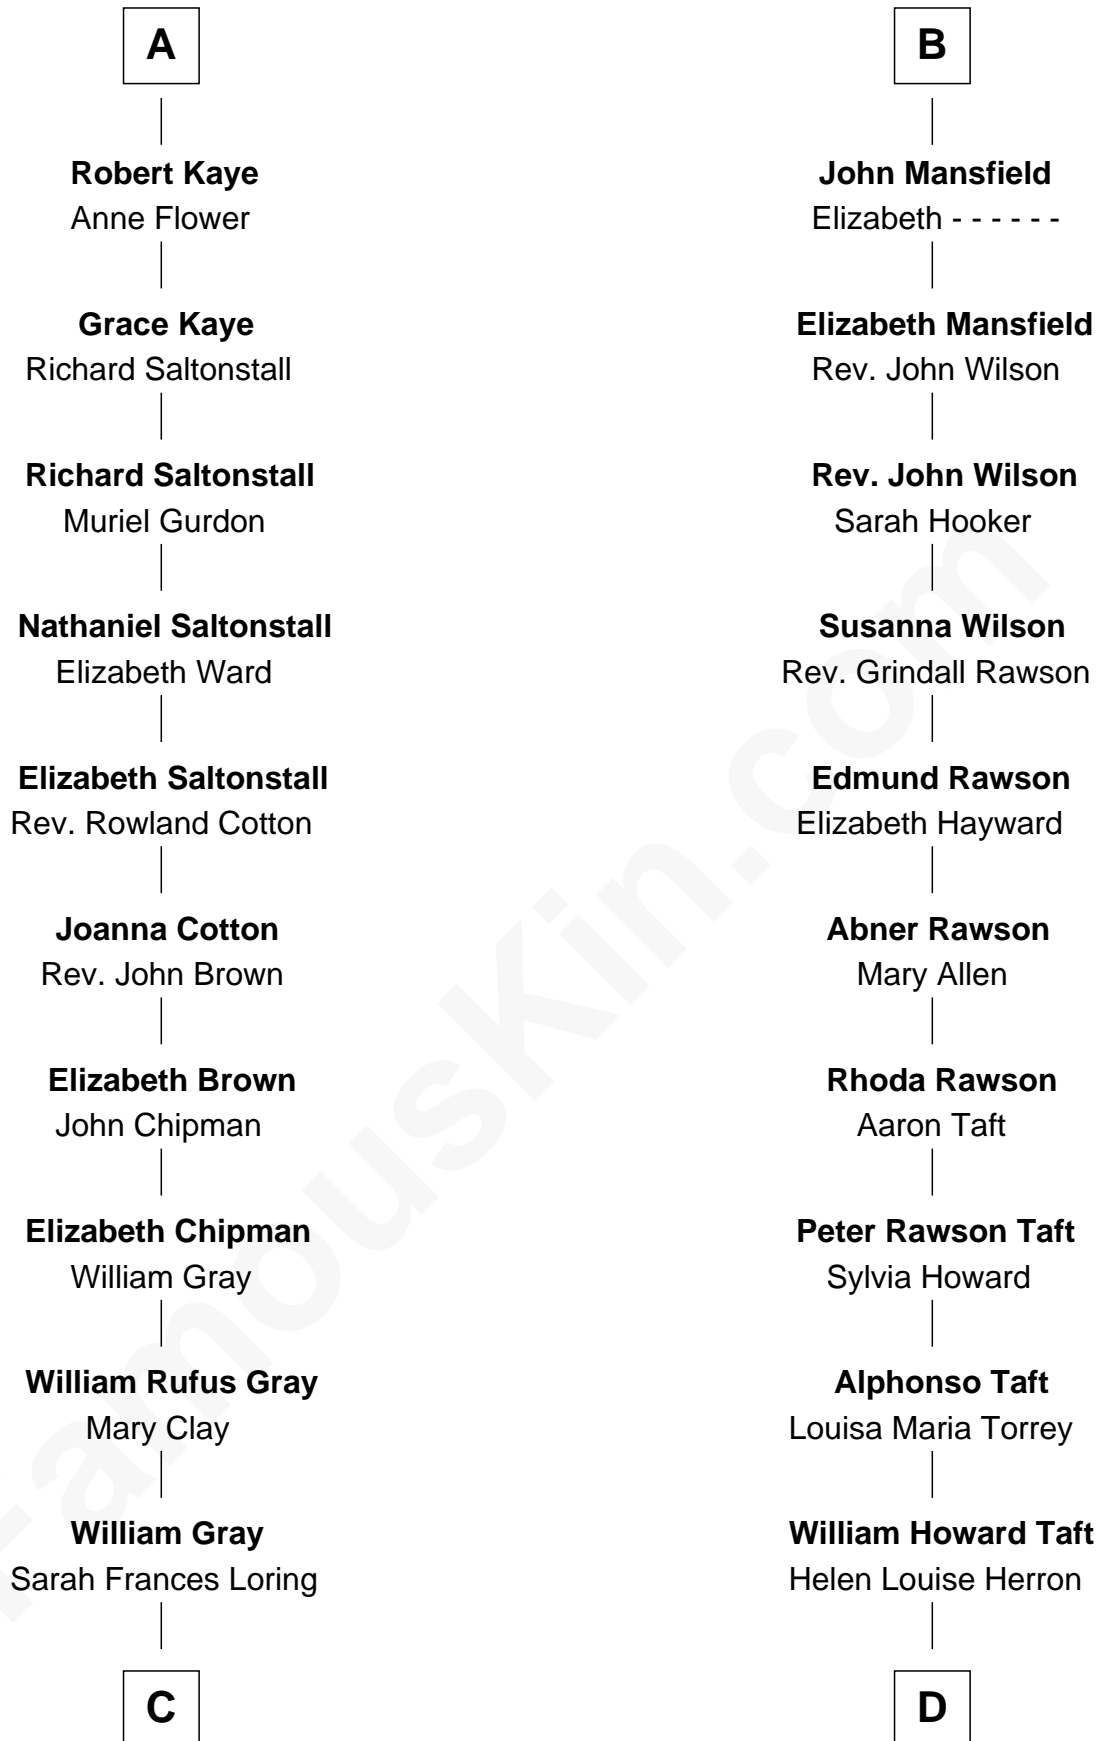 A
Robert Kaye
Anne Flower
Grace Kaye
Richard Saltonstall
Richard Saltonstall
Muriel Gurdon
Nathaniel Saltonstall
Elizabeth Ward
Elizabeth Saltonstall
Rev. Rowland Cotton
Joanna Cotton
Rev. John Brown
Elizabeth Brown
John Chipman
Elizabeth Chipman
William Gray
William Rufus Gray
Mary Clay
William Gray
Sarah Frances Loring
C
B
John Mansfield
Elizabeth - - - - - -
Elizabeth Mansfield
Rev. John Wilson
Rev. John Wilson
Sarah Hooker
Susanna Wilson
Rev. Grindall Rawson
Edmund Rawson
Elizabeth Hayward
Abner Rawson
Mary Allen
Rhoda Rawson
Aaron Taft
Peter Rawson Taft
Sylvia Howard
Alphonso Taft
Louisa Maria Torrey
William Howard Taft
Helen Louise Herron
D
FamousKin.com